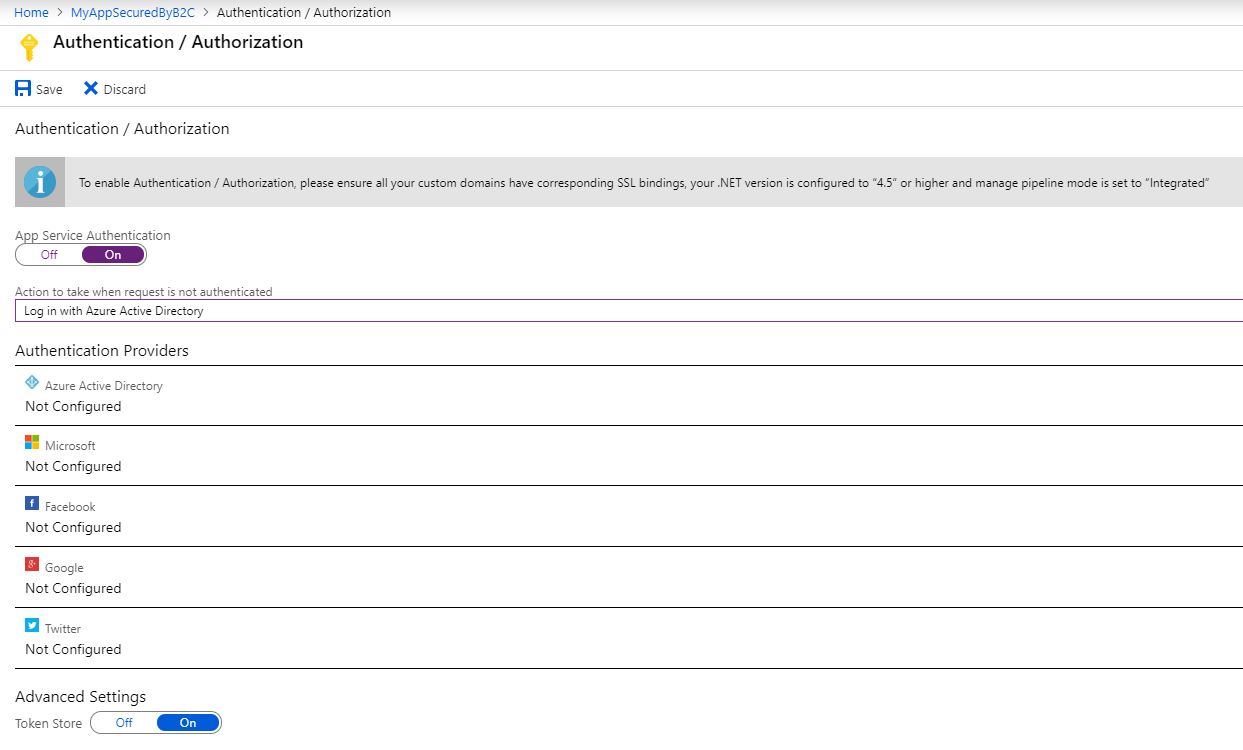 Home > MyAppSecuredByB2C > Authentication / Authorization
Authentication / Authorization
Save Discard
Authentication / Authorization
To enable Authentication / Authorization, please ensure all your custom domains have corresponding SSL bindings, your .NET version is configured to “4.5” or higher and manage pipeline mode is set to “Integrated”
App Service Authentication
Off On
Action to take when request is not authenticated
Log in with Azure Active Directory
Authentication Providers
Azure Active Directory
Not Configured
Microsoft
Not Configured
Facebook
Not Configured
Google
Not Configured
Twitter
Not Configured
Advanced Settings
Token Store Off On